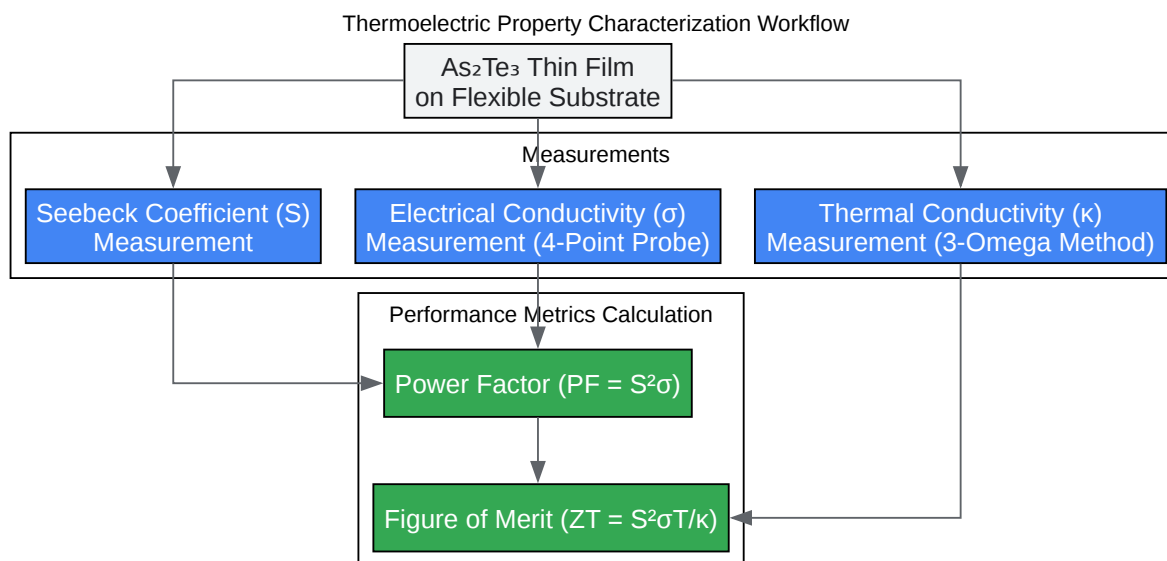 Thermoelectric Property Characterization Workflow
As₂Te₃ Thin Film
on Flexible Substrate
Measurements
Seebeck Coefficient (S)
Measurement
Electrical Conductivity (σ)
Measurement (4-Point Probe)
Thermal Conductivity (κ)
Measurement (3-Omega Method)
Performance Metrics Calculation
Power Factor (PF = S²σ)
Figure of Merit (ZT = S²σT/κ)